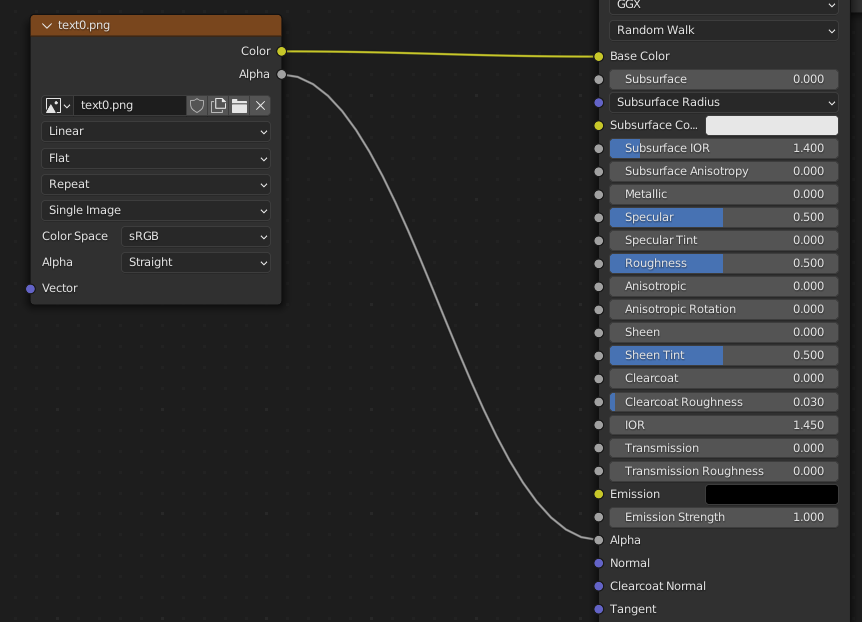 text0.png
Color
Alpha
text0.png
Linear
Flat
Repeat
Single Image
Color Space sRGB
Alpha Straight
Vector
GGX
Random Walk
Base Color
Subsurface 0.000
Subsurface Radius
Subsurface Co...
Subsurface IOR 1.400
Subsurface Anisotropy 0.000
Metallic 0.000
Specular 0.500
Specular Tint 0.000
Roughness 0.500
Anisotropic 0.000
Anisotropic Rotation 0.000
Sheen 0.000
Sheen Tint 0.500
Clearcoat 0.000
Clearcoat Roughness 0.030
IOR 1.450
Transmission 0.000
Transmission Roughness 0.000
Emission
Emission Strength 1.000
Alpha
Normal
Clearcoat Normal
Tangent